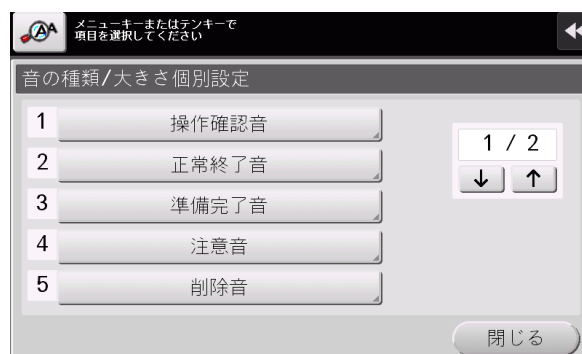 メニューキーまたはテンキーで
項目を選択してください
音の種類/大きさ個別設定
1 操作確認音
2 正常終了音
3 準備完了音
4 注意音
5 削除音
1 / 2
↓ ↑
閉じる